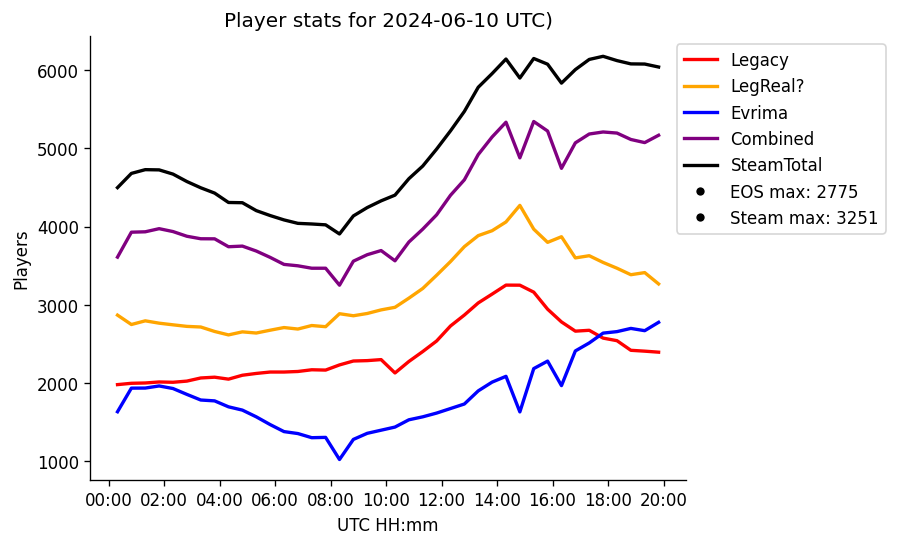 Player stats for 2024-06-10 UTC)
Players
6000
5000
4000
3000
2000
1000
00:00 02:00 04:00 06:00 08:00 10:00 12:00 14:00 16:00 18:00 20:00
UTC HH:mm
Legacy
LegReal?
Evrima
Combined
SteamTotal
EOS max: 2775
Steam max: 3251